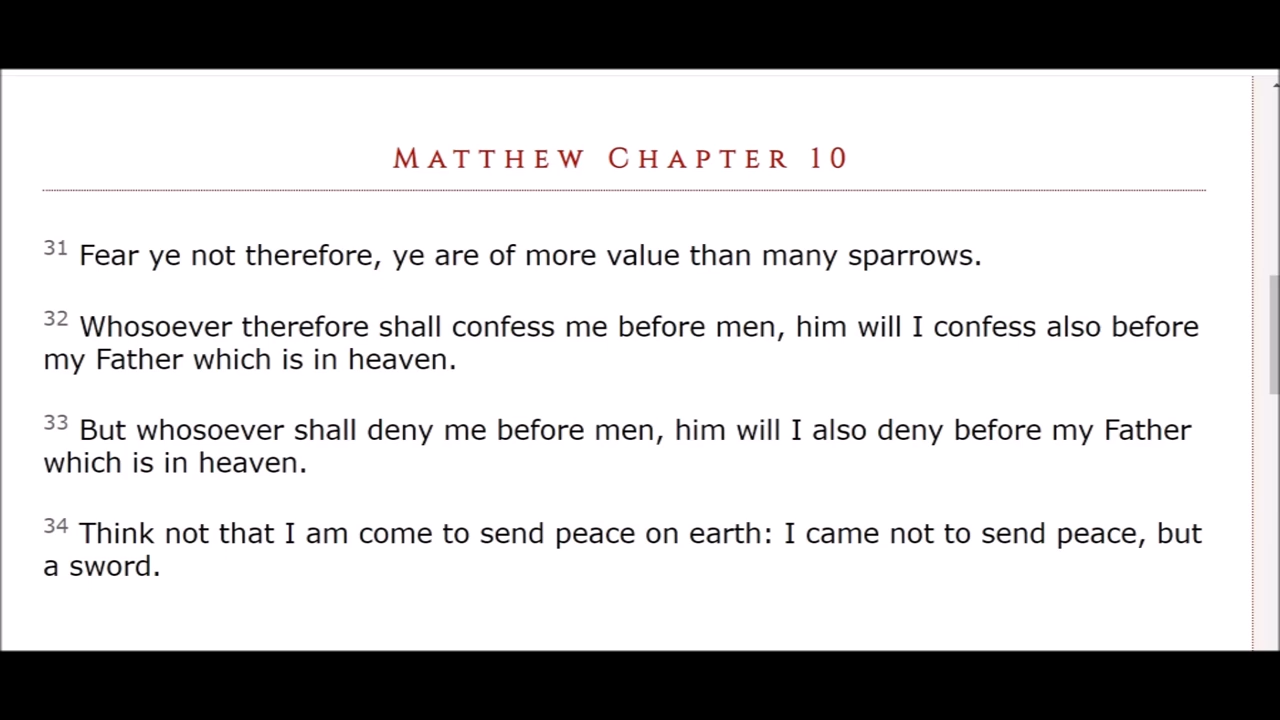 Matthew Chapter 10
31 Fear ye not therefore, ye are of more value than many sparrows.
32 Whosoever therefore shall confess me before men, him will I confess also before
my Father which is in heaven.
33 But whosoever shall deny me before men, him will I also deny before my Father
which is in heaven.
34 Think not that I am come to send peace on earth: I came not to send peace, but
a sword.